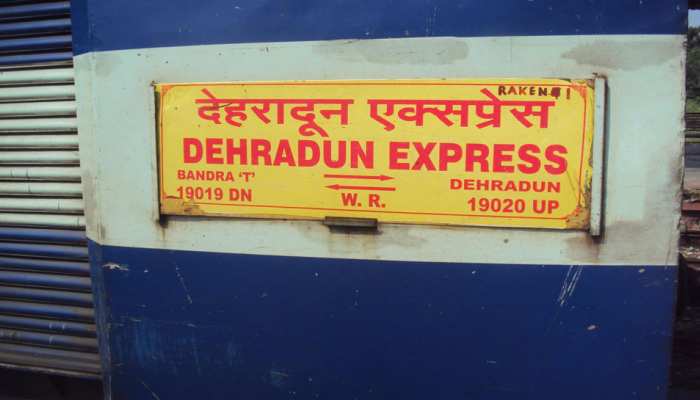 RAKE Nº 1
देहरादून एक्सप्रेस
DEHRADUN EXPRESS
BANDRA 'T'
19019 DN
W. R.
DEHRADUN
19020 UP